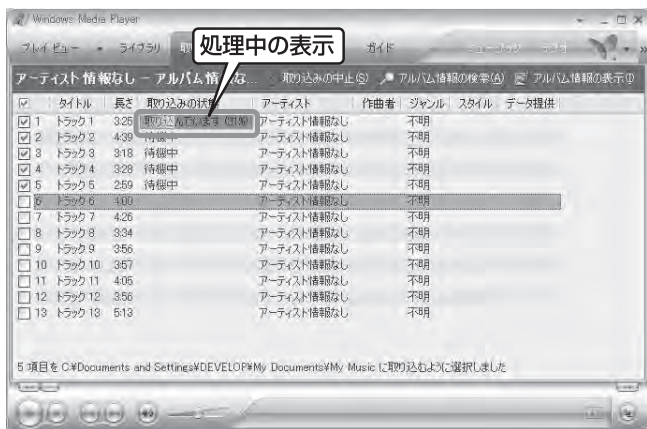 Windows Media Player
プレイ ビュー
ライブラリ
処理中の表示
ガイド
アーティスト情報なし - アルバム情報な... 取り込みの中止(S) アルバム情報の検索(A) アルバム情報の表示(I)
タイトル 長さ 取り込みの状態 アーティスト 作曲者 ジャンル スタイル データ提供
1 トラック 1 3:25 取り込んでいます アーティスト情報なし 不明
2 トラック 2 4:39 待機中 アーティスト情報なし 不明
3 トラック 3 3:18 待機中 アーティスト情報なし 不明
4 トラック 4 3:28 待機中 アーティスト情報なし 不明
5 トラック 5 2:59 待機中 アーティスト情報なし 不明
6 トラック 6 4:00 アーティスト情報なし 不明
7 トラック 7 4:26 アーティスト情報なし 不明
8 トラック 8 3:34 アーティスト情報なし 不明
9 トラック 9 3:56 アーティスト情報なし 不明
10 トラック 10 3:57 アーティスト情報なし 不明
11 トラック 11 4:05 アーティスト情報なし 不明
12 トラック 12 3:56 アーティスト情報なし 不明
13 トラック 13 5:13 アーティスト情報なし 不明
5 項目を C:¥Documents and Settings¥DEVELOP¥My Documents¥My Music に取り込むように選択しました